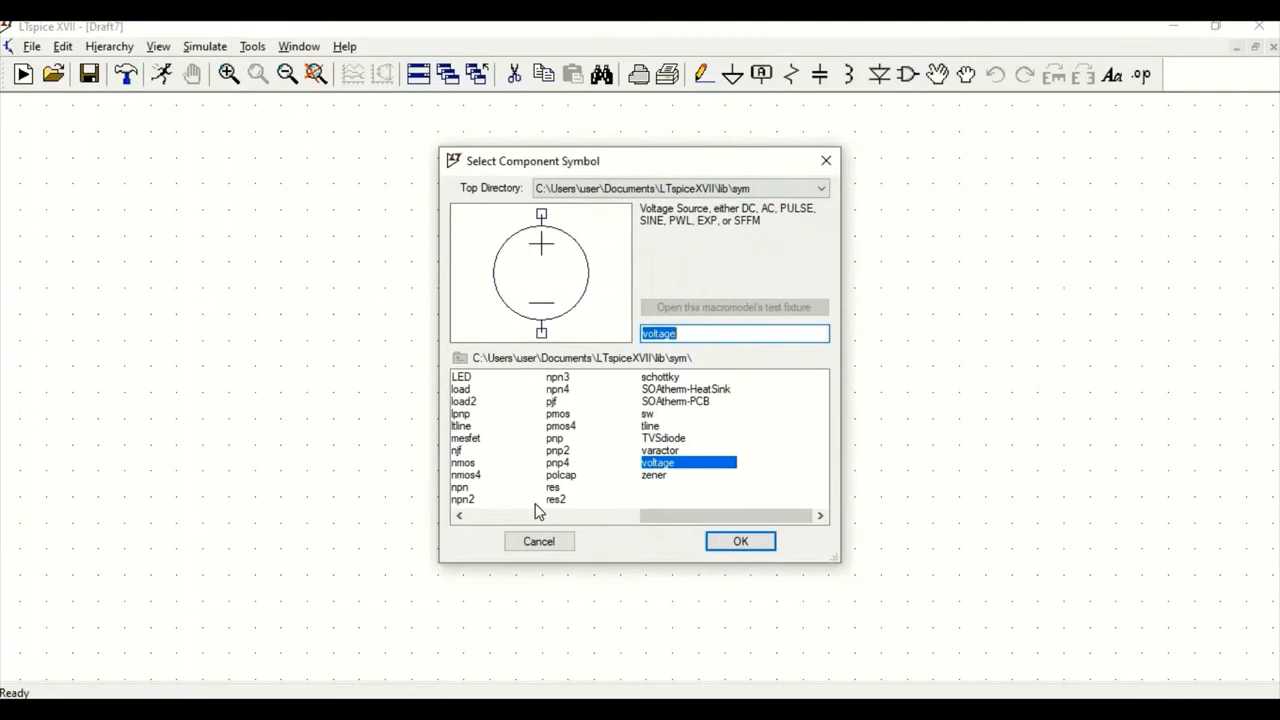 LTspice XVII - [Draft7]
File Edit Hierarchy View Simulate Tools Window Help
Aa .op
Select Component Symbol
Top Directory: C:\Users\user\Documents\LTspiceXVII\lib\sym
Voltage Source, either DC, AC, PULSE,
SINE, PWL, EXP, or SFFM
Open this macromodel's test fixture
voltage
C:\Users\user\Documents\LTspiceXVII\lib\sym\
LED npn3 schottky
load npn4 SOAtherm-HeatSink
load2 pjf SOAtherm-PCB
lpnp pmos sw
ltline pmos4 tline
mesfet pnp TVSdiode
njf pnp2 varactor
nmos pnp4 voltage
nmos4 polcap zener
npn res
npn2 res2
Cancel OK
Ready